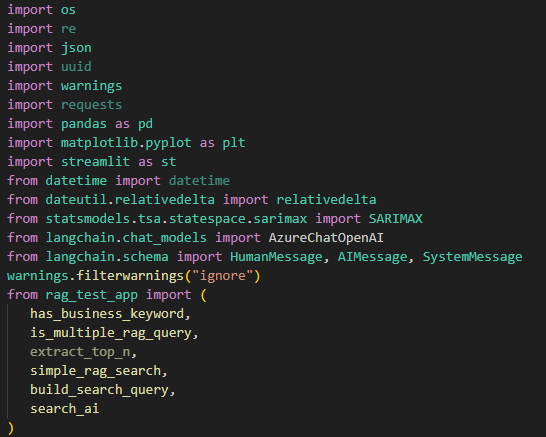 import os
import re
import json
import uuid
import warnings
import requests
import pandas as pd
import matplotlib.pyplot as plt
import streamlit as st
from datetime import datetime
from dateutil.relativedelta import relativedelta
from statsmodels.tsa.statespace.sarimax import SARIMAX
from langchain.chat_models import AzureChatOpenAI
from langchain.schema import HumanMessage, AIMessage, SystemMessage
warnings.filterwarnings("ignore")
from rag_test_app import (
    has_business_keyword,
    is_multiple_rag_query,
    extract_top_n,
    simple_rag_search,
    build_search_query,
    search_ai
)